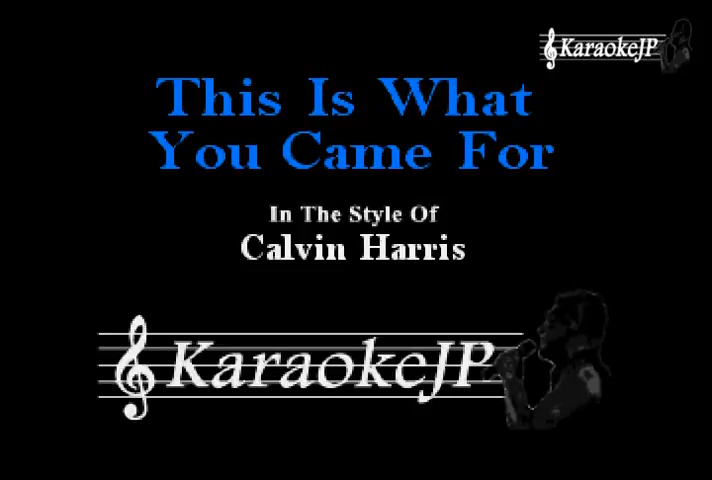 KaraokeJP
This Is What
You Came For
In The Style Of
Calvin Harris
KaraokeJP